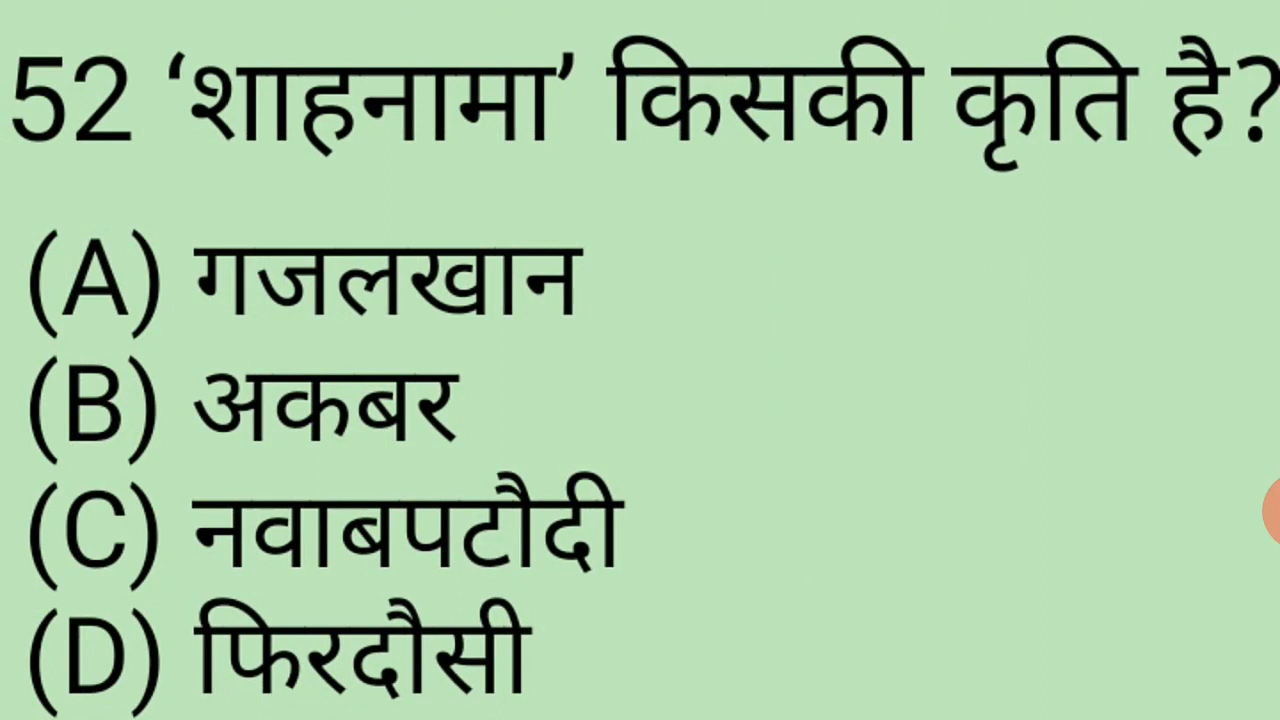 52 ‘शाहनामा’ किसकी कृति है?
(A) गजलखान
(B) अकबर
(C) नवाबपटौदी
(D) फिरदौसी